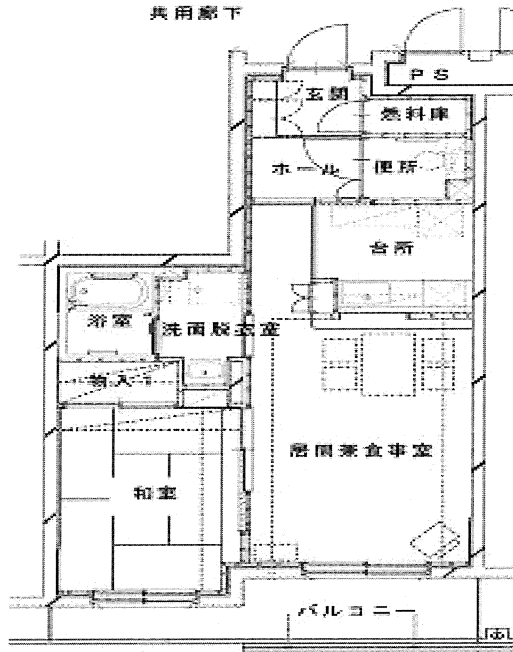 共用廊下
PS
玄関
燃料庫
ホール
便所
台所
浴室
洗面脱衣室
物入
居間兼食事室
和室
バルコニー